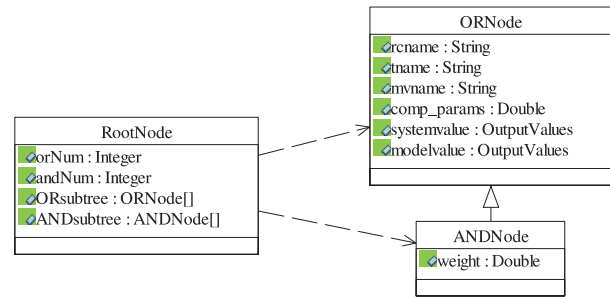 ORNode
rcname : String
tname : String
mvname : String
comp_params : Double
systemvalue : OutputValues
modelvalue : OutputValues
RootNode
orNum : Integer
andNum : Integer
ORsubtree : ORNode[]
ANDsubtree : ANDNode[]
ANDNode
weight : Double